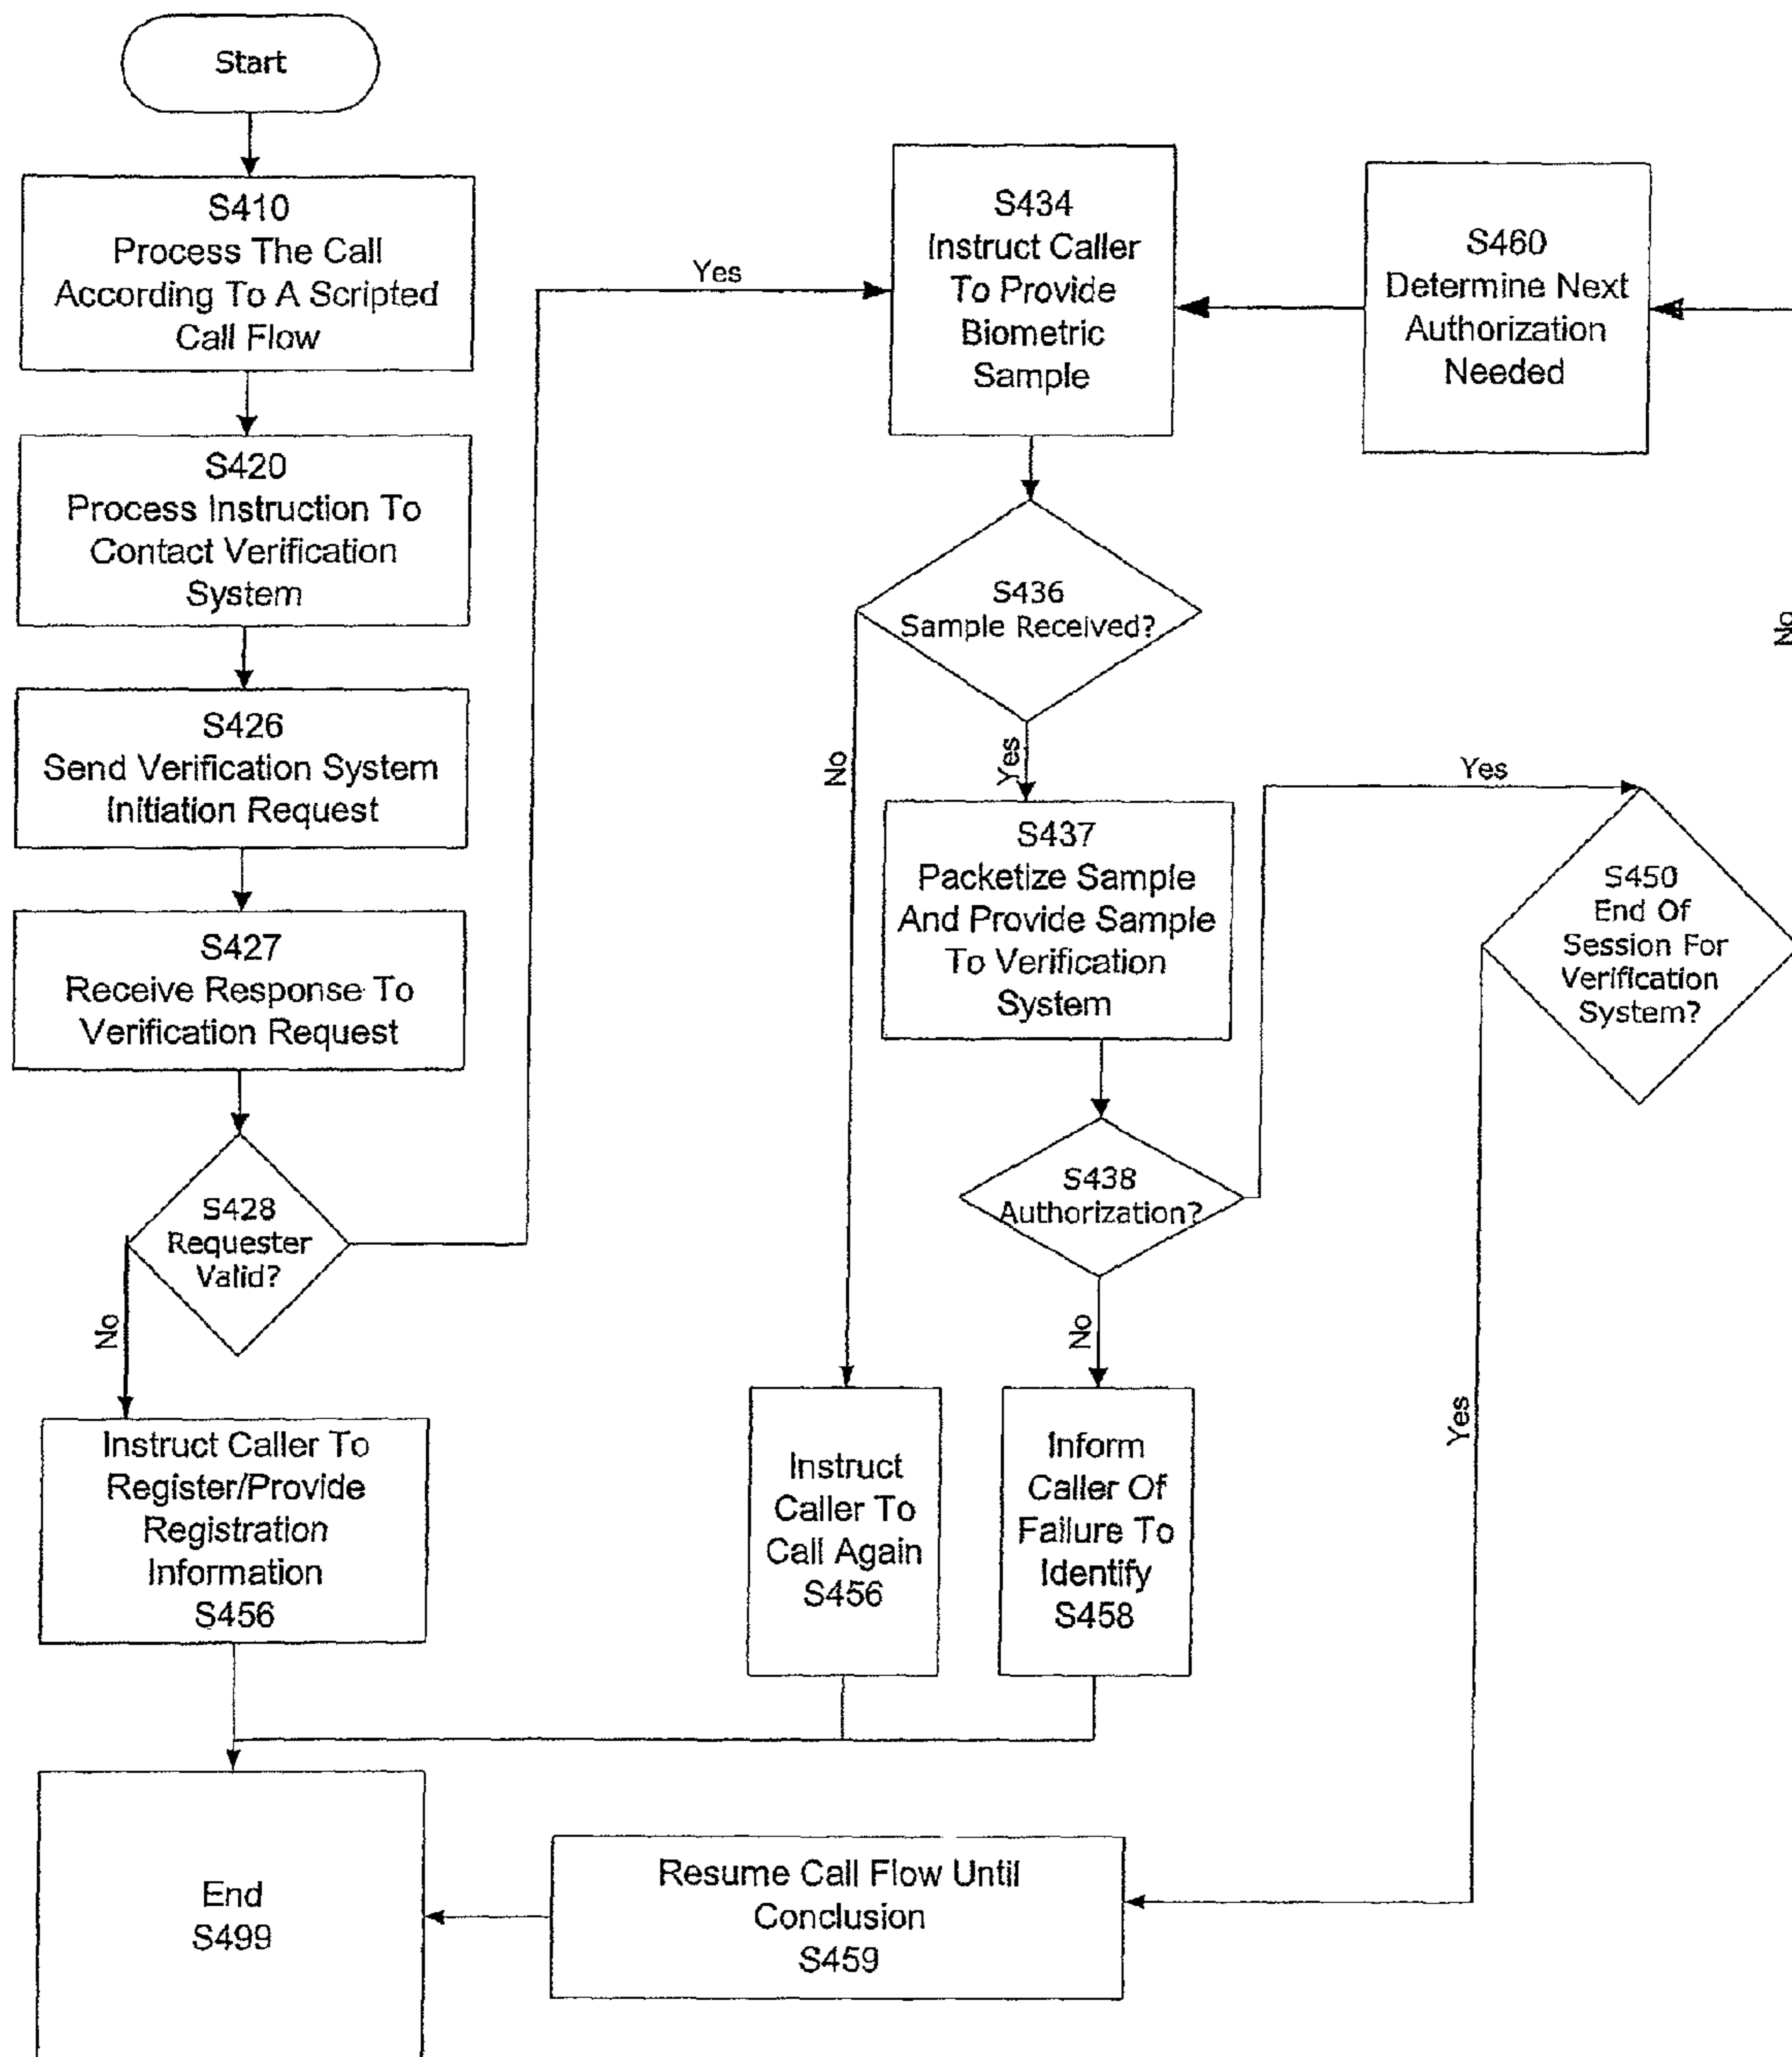 Start
S410
Process The Call
According To A Scripted
Call Flow
S420
Process Instruction To
Contact Verification
System
S426
Send Verification System
Initiation Request
S427
Receive Response To
Verification Request
S428
Requester
Valid?
No
Yes
Instruct Caller To
Register/Provide
Registration
Information
S456
S434
Instruct Caller
To Provide
Biometric
Sample
S460
Determine Next
Authorization
Needed
No
S436
Sample Received?
No
Yes
S437
Packetize Sample
And Provide Sample
To Verification
System
Yes
S450
End Of
Session For
Verification
System?
S438
Authorization?
No
Yes
Instruct
Caller To
Call Again
S456
Inform
Caller Of
Failure To
Identify
S458
End
S499
Resume Call Flow Until
Conclusion
S459